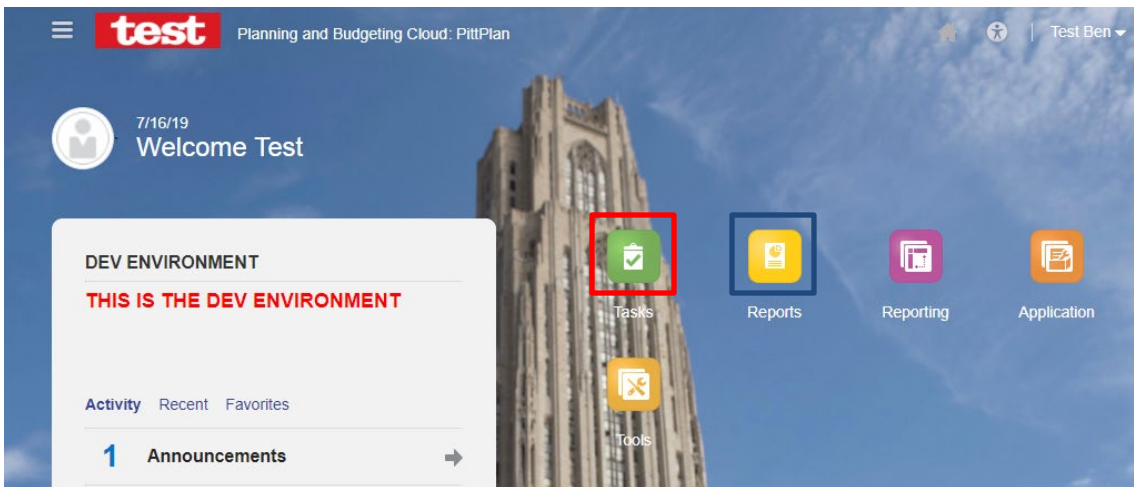 test Planning and Budgeting Cloud: PittPlan Test Ben
7/16/19
Welcome Test
DEV ENVIRONMENT
THIS IS THE DEV ENVIRONMENT
Tasks Reports Reporting Application
Activity Recent Favorites
Tools
1 Announcements